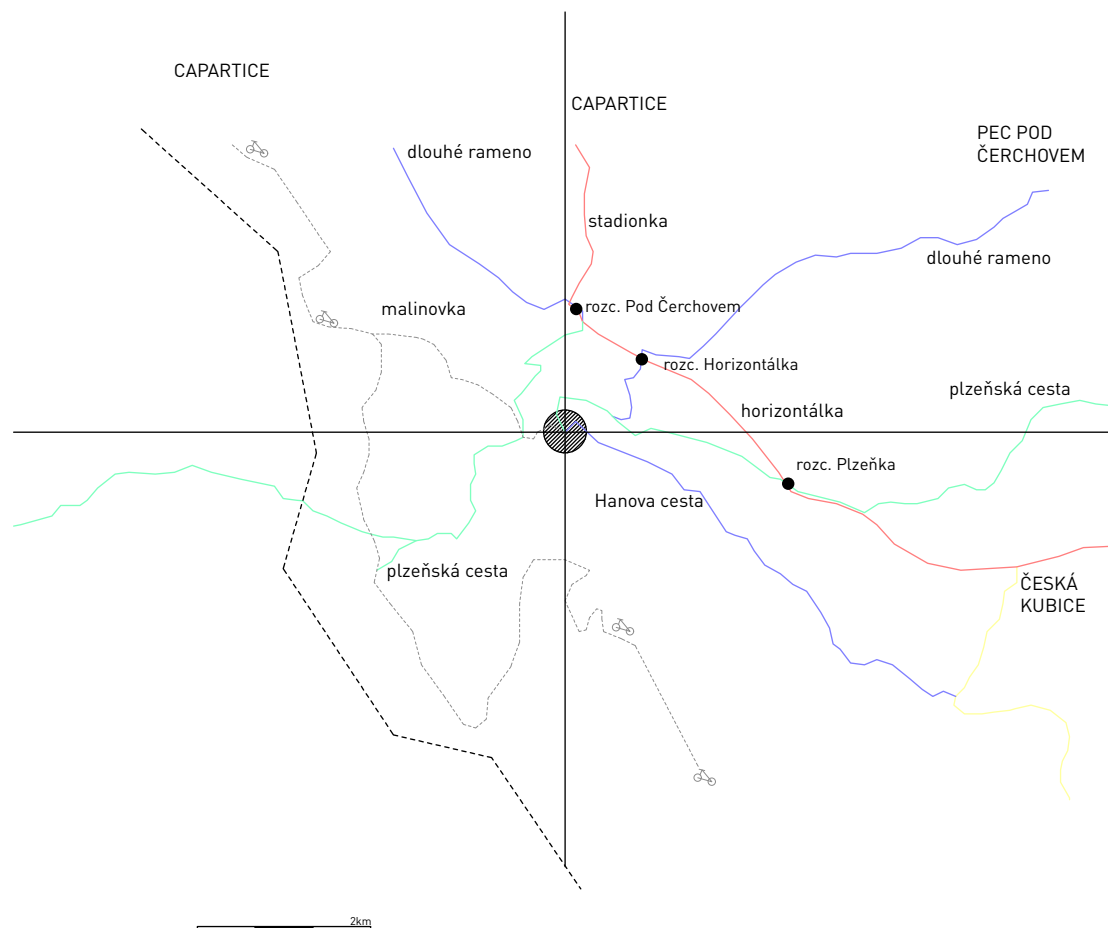 CAPARTICE
CAPARTICE
PEC POD
ČERCHOVEM
dlouhé rameno
stadionka
dlouhé rameno
malinovka
rozc. Pod Čerchovem
rozc. Horizontálka
plzeňská cesta
horizontálka
rozc. Plzeňka
Hanova cesta
plzeňská cesta
ČESKÁ
KUBICE
2km